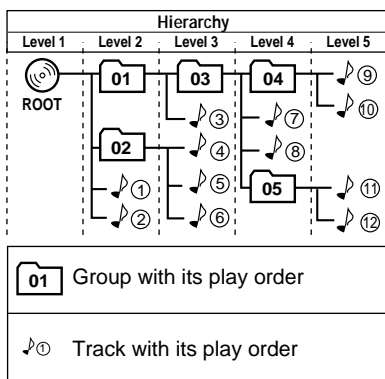 Hierarchy
Level 1 Level 2 Level 3 Level 4 Level 5
01 03 04 ⑨
ROOT
⑩
③ ⑦
02 ④ ⑧
① ⑤ 05 ⑪
② ⑥ ⑫
01 Group with its play order
① Track with its play order